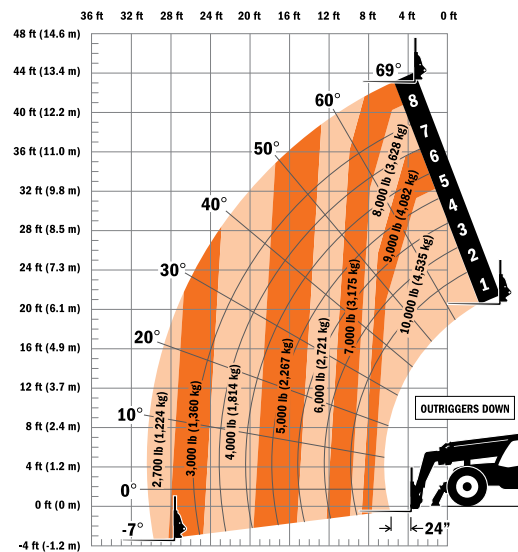 36 ft 32 ft 28 ft 24 ft 20 ft 16 ft 12 ft 8 ft 4 ft 0 ft
48 ft (14.6 m)
44 ft (13.4 m)
40 ft (12.2 m)
36 ft (11.0 m)
32 ft (9.8 m)
28 ft (8.5 m)
24 ft (7.3 m)
20 ft (6.1 m)
16 ft (4.9 m)
12 ft (3.7 m)
8 ft (2.4 m)
4 ft (1.2 m)
0 ft (0 m)
-4 ft (-1.2 m)
69°
60°
50°
40°
30°
20°
10°
0°
-7°
8
7
6
5
4
3
2
1
2,700 lb (1,224 kg)
3,000 lb (1,360 kg)
4,000 lb (1,814 kg)
5,000 lb (2,267 kg)
6,000 lb (2,721 kg)
7,000 lb (3,175 kg)
8,000 lb (3,628 kg)
9,000 lb (4,082 kg)
10,000 lb (4,535 kg)
OUTRIGGERS DOWN
24”